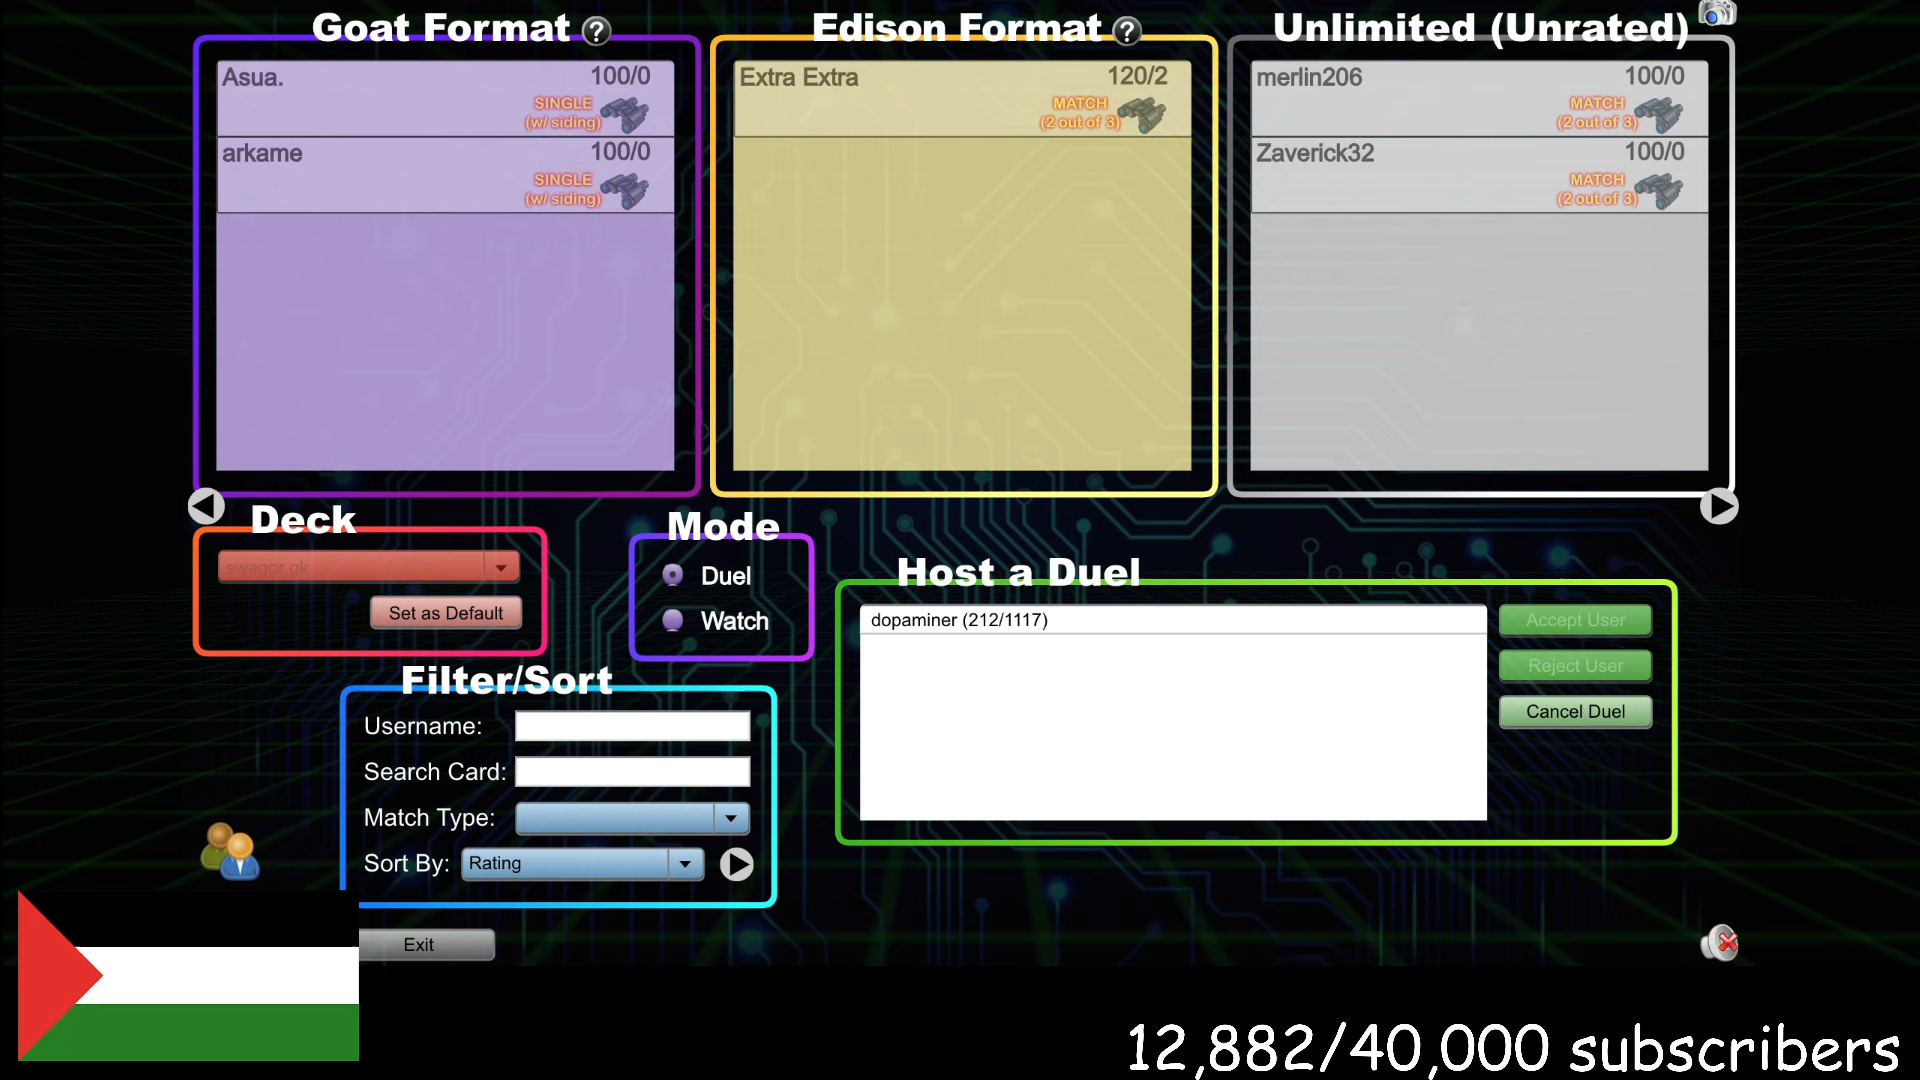 Goat Format ?
Asua. 100/0
SINGLE
(w/ siding)
arkame 100/0
SINGLE
(w/ siding)
Edison Format ?
Extra Extra 120/2
MATCH
(2 out of 3)
Unlimited (Unrated)
merlin206 100/0
MATCH
(2 out of 3)
Zaverick32 100/0
MATCH
(2 out of 3)
Deck
swaggr gk
Set as Default
Mode
Duel
Watch
Host a Duel
dopaminer (212/1117)
Accept User
Reject User
Cancel Duel
Filter/Sort
Username:
Search Card:
Match Type:
Sort By: Rating
Exit
12,882/40,000 subscribers